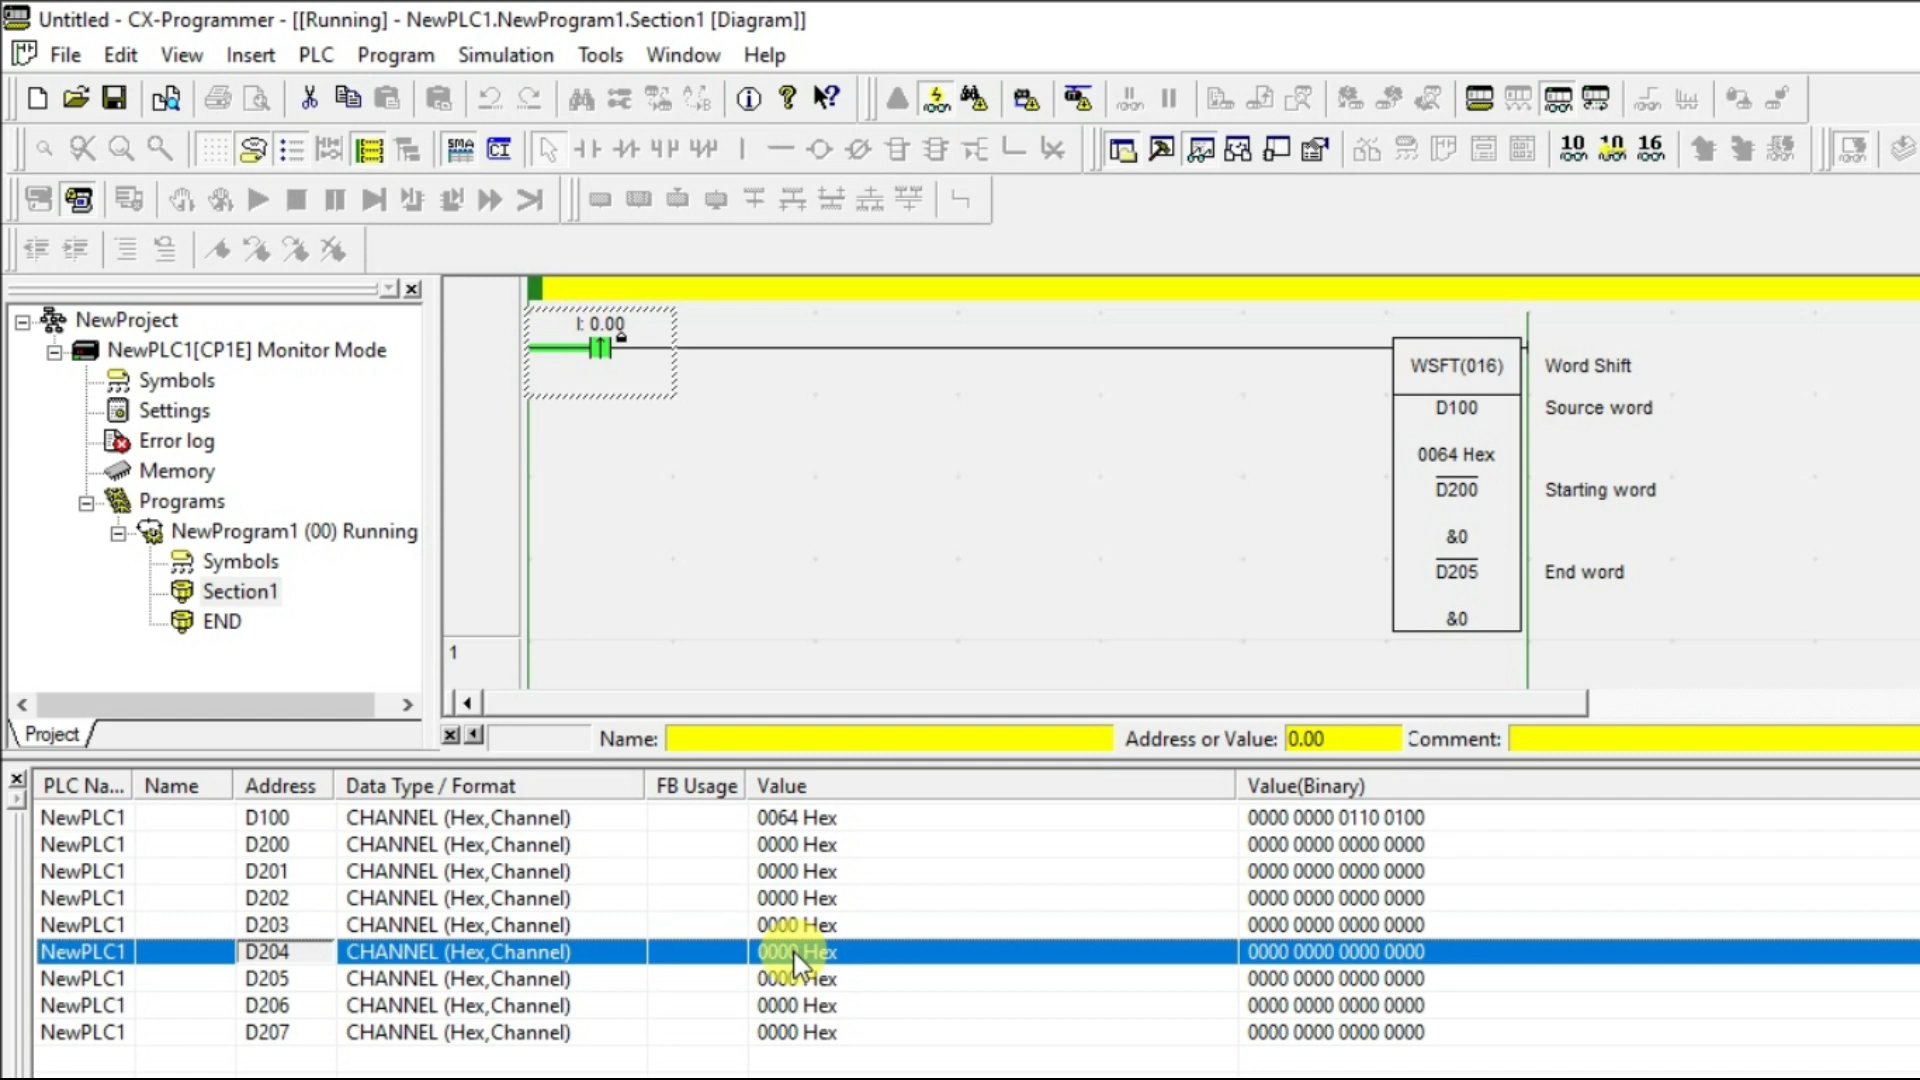 Untitled - CX-Programmer - [[Running] - NewPLC1.NewProgram1.Section1 [Diagram]]
File Edit View Insert PLC Program Simulation Tools Window Help
SMA CI 10 10 16
NewProject
NewPLC1[CP1E] Monitor Mode
Symbols
Settings
Error log
Memory
Programs
NewProgram1 (00) Running
Symbols
Section1
END
Project
I: 0.00
WSFT(016) Word Shift
D100 Source word
0064 Hex
D200 Starting word
&0
D205 End word
&0
1
Name: Address or Value: 0.00 Comment:
PLC Na... Name Address Data Type / Format FB Usage Value Value(Binary)
NewPLC1 D100 CHANNEL (Hex,Channel) 0064 Hex 0000 0000 0110 0100
NewPLC1 D200 CHANNEL (Hex,Channel) 0000 Hex 0000 0000 0000 0000
NewPLC1 D201 CHANNEL (Hex,Channel) 0000 Hex 0000 0000 0000 0000
NewPLC1 D202 CHANNEL (Hex,Channel) 0000 Hex 0000 0000 0000 0000
NewPLC1 D203 CHANNEL (Hex,Channel) 0000 Hex 0000 0000 0000 0000
NewPLC1 D204 CHANNEL (Hex,Channel) 0000 Hex 0000 0000 0000 0000
NewPLC1 D205 CHANNEL (Hex,Channel) 0000 Hex 0000 0000 0000 0000
NewPLC1 D206 CHANNEL (Hex,Channel) 0000 Hex 0000 0000 0000 0000
NewPLC1 D207 CHANNEL (Hex,Channel) 0000 Hex 0000 0000 0000 0000